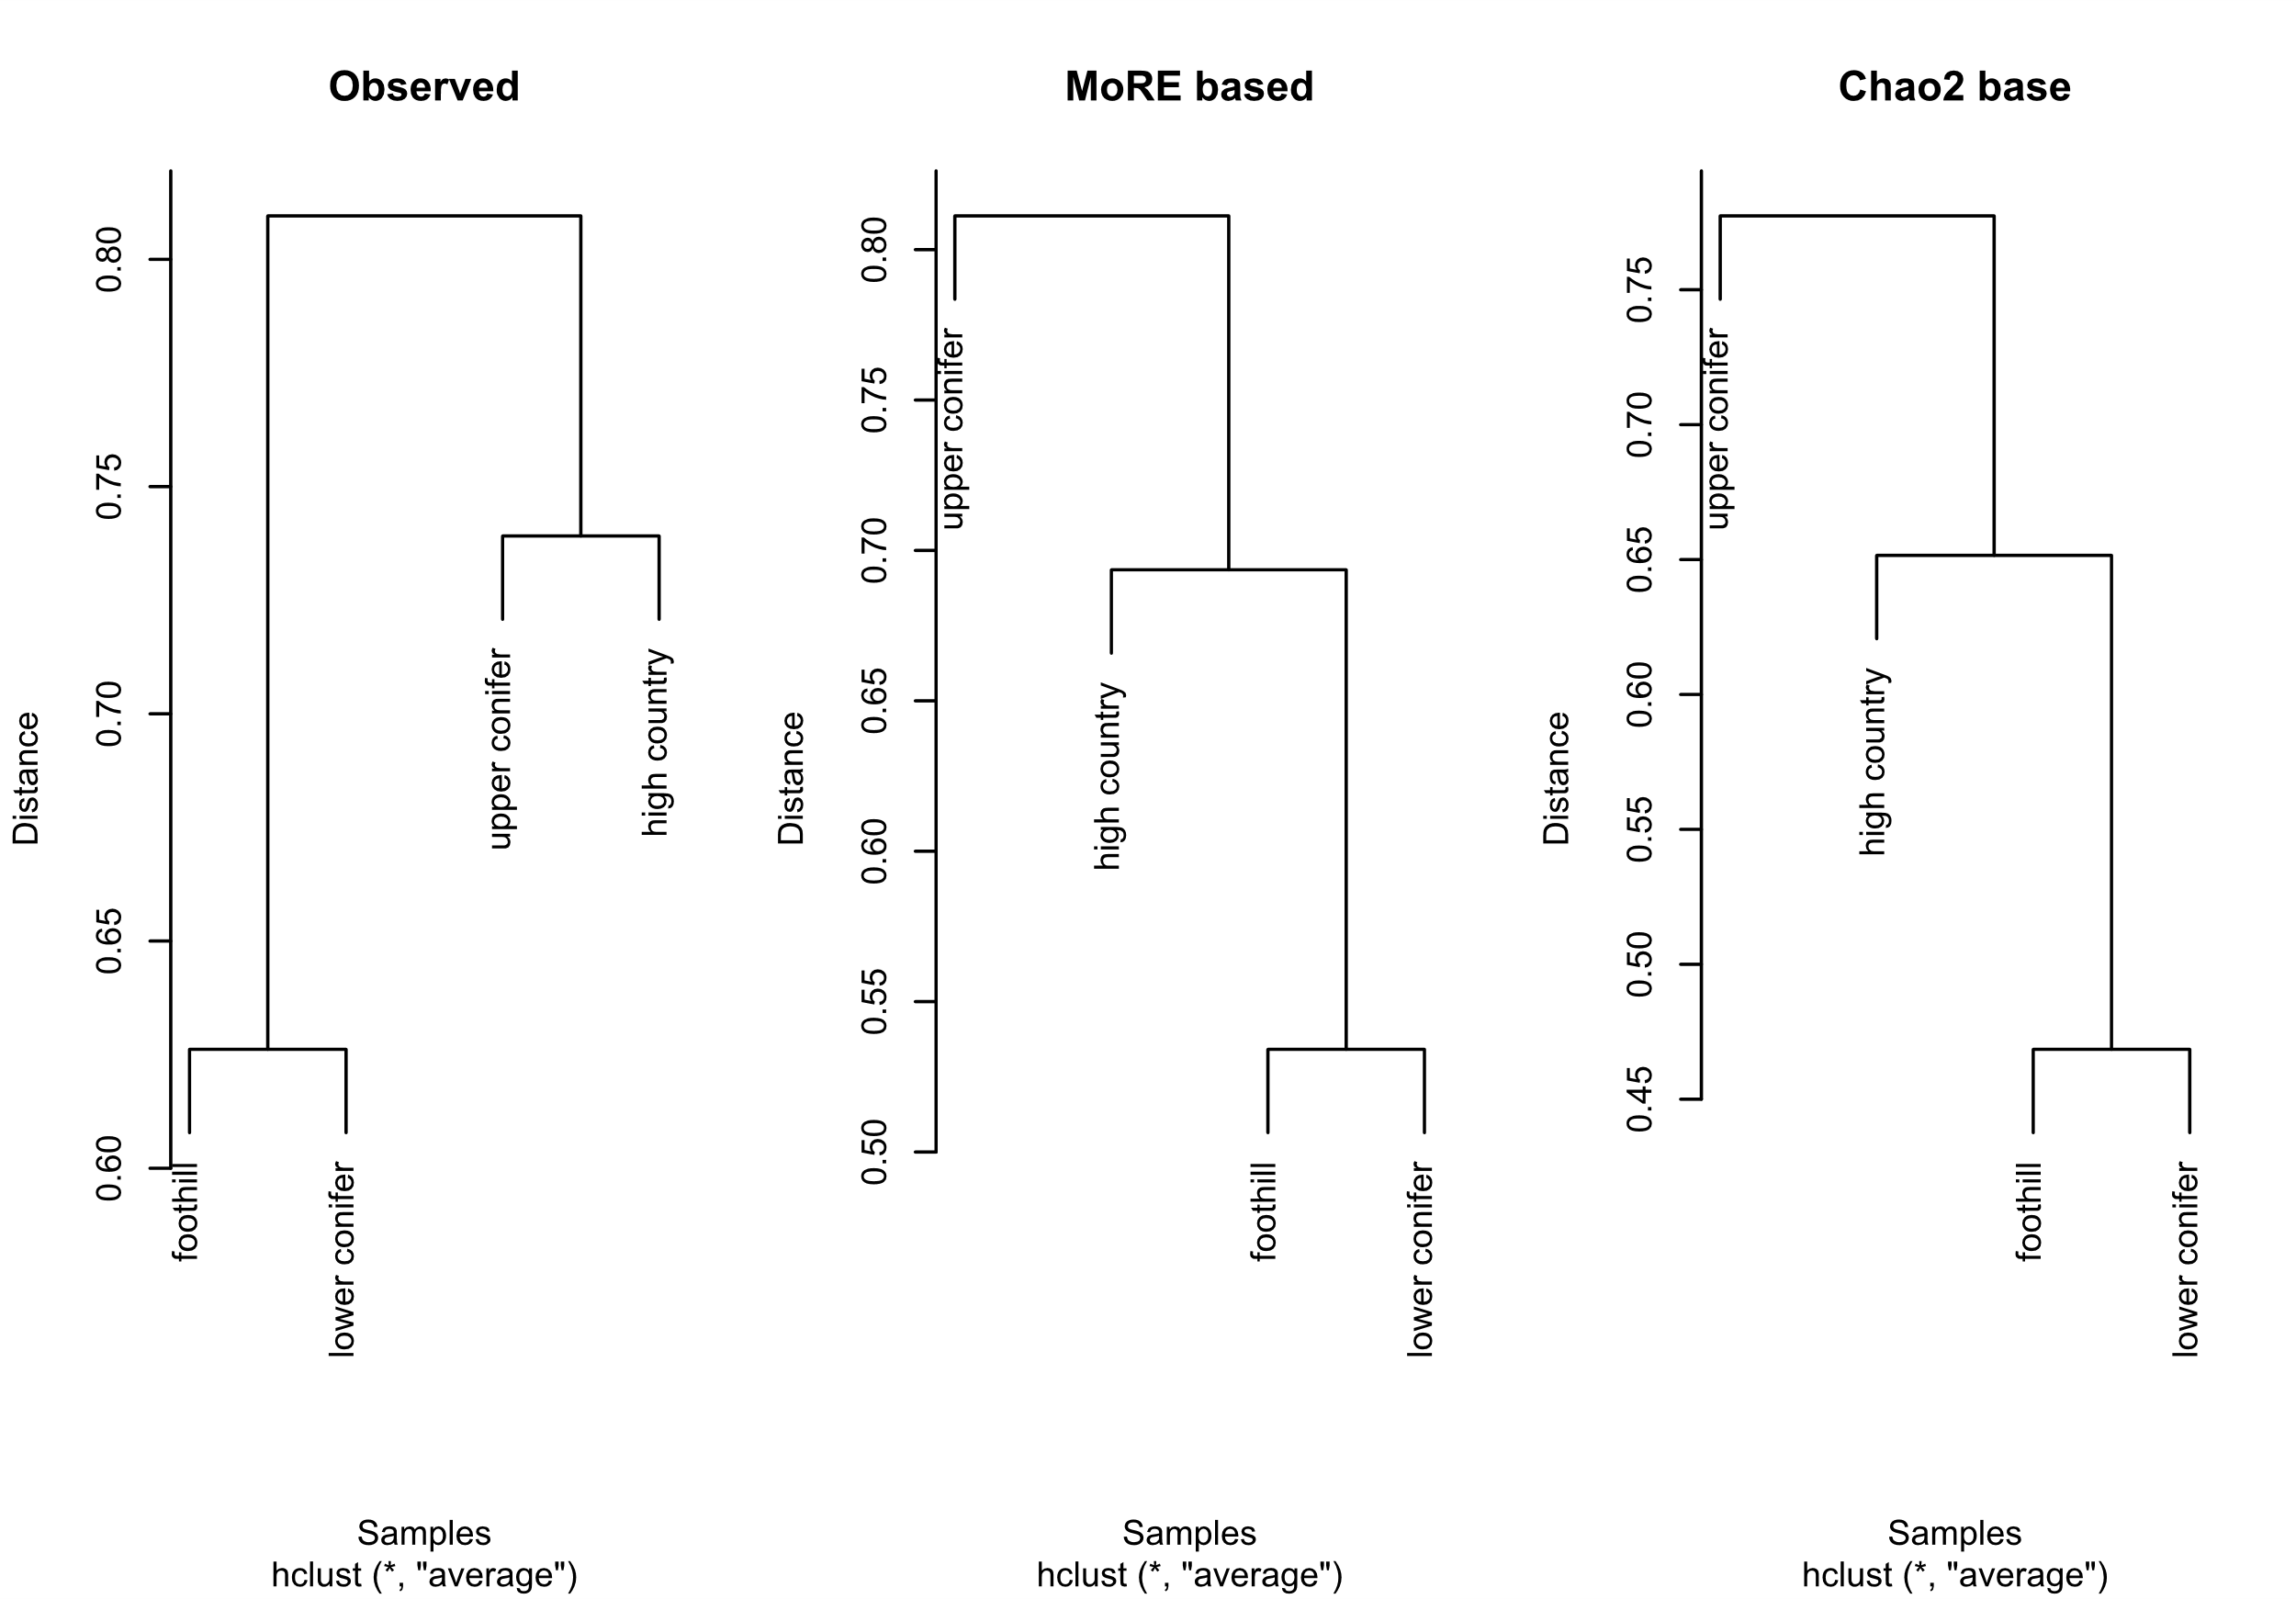 Observed
Distance
0.80
0.75
0.70
0.65
0.60
upper conifer
high country
foothill
lower conifer
Samples
hclust (*, "average")
MoRE based
Distance
0.80
0.75
0.70
0.65
0.60
0.55
0.50
upper conifer
high country
foothill
lower conifer
Samples
hclust (*, "average")
Chao2 base
Distance
0.75
0.70
0.65
0.60
0.55
0.50
0.45
upper conifer
high country
foothill
lower conifer
Samples
hclust (*, "average")